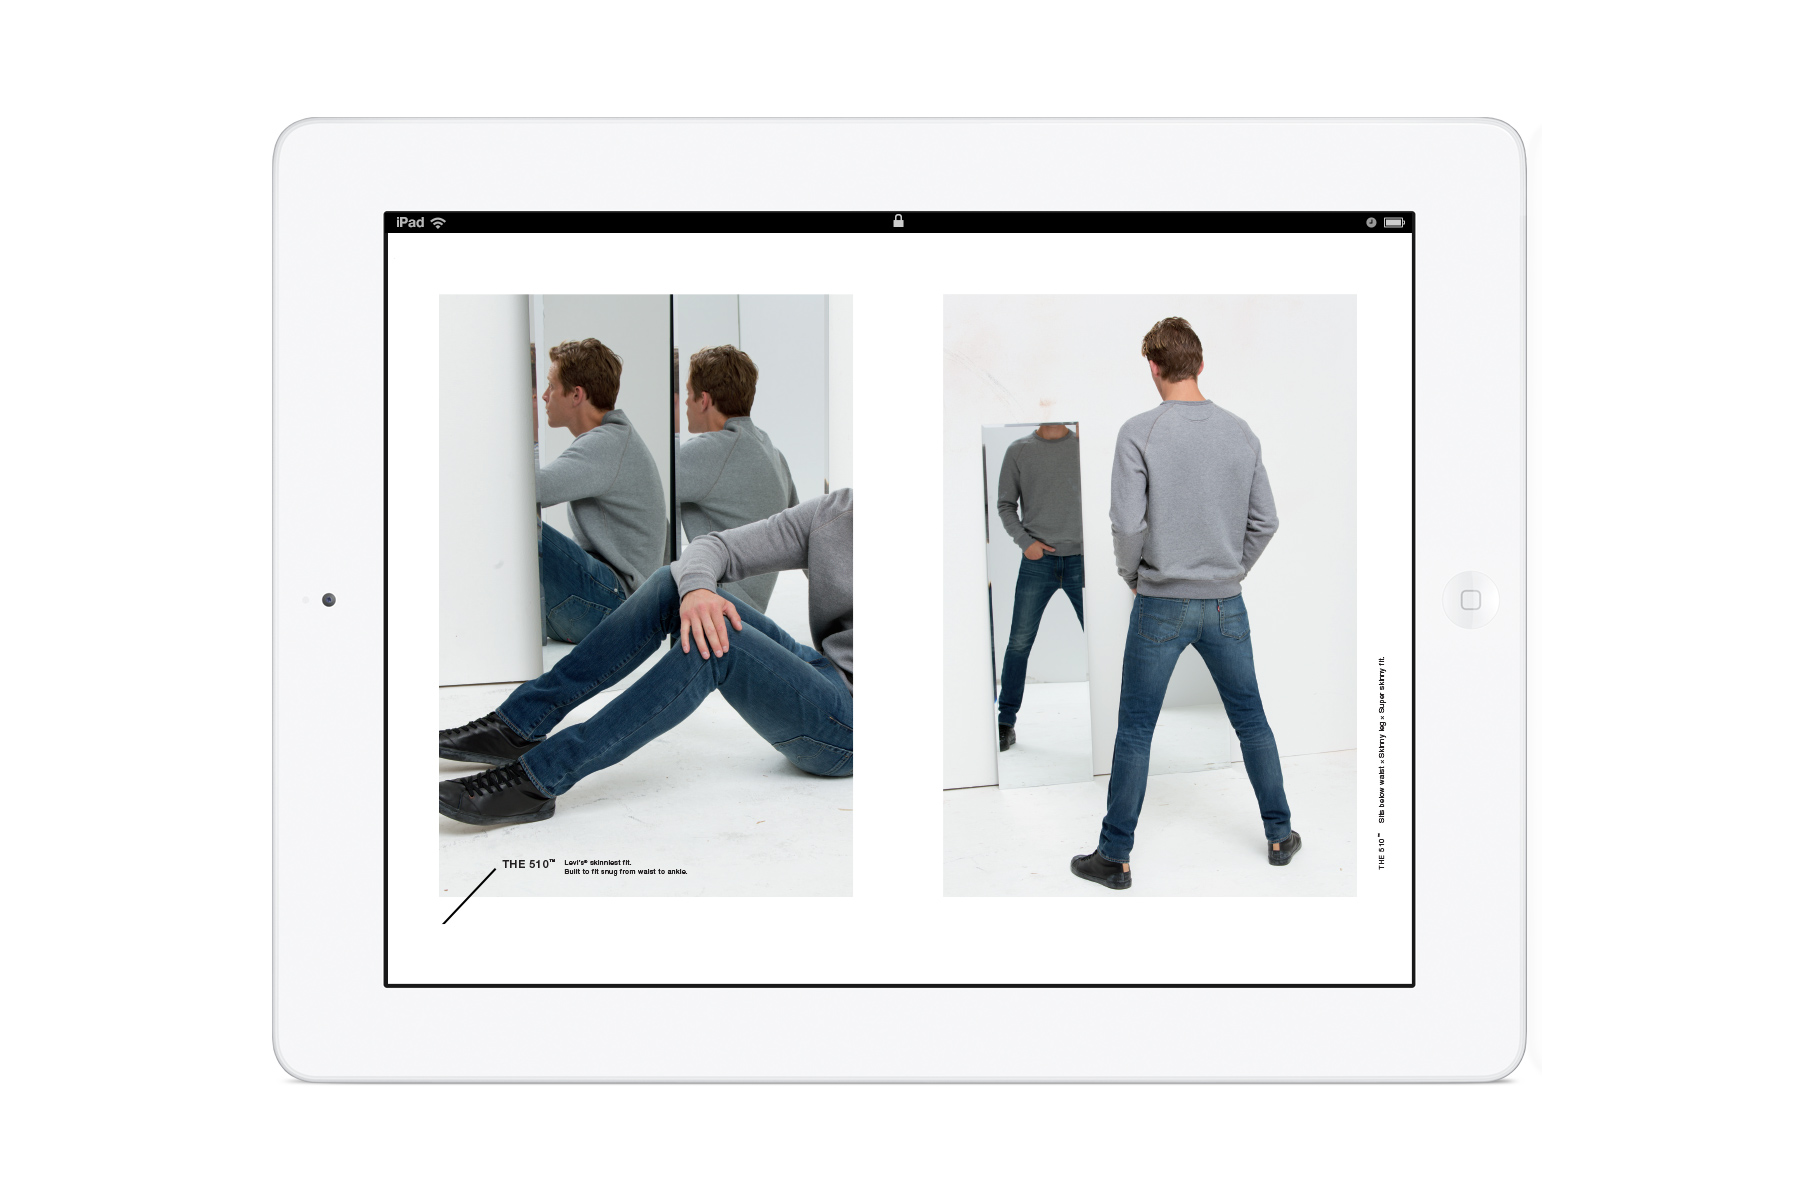 iPad
THE 510™ Levi's® skinniest fit.
Built to fit snug from waist to ankle.
THE 510™ Sits below waist × Skinny leg × Super skinny fit.